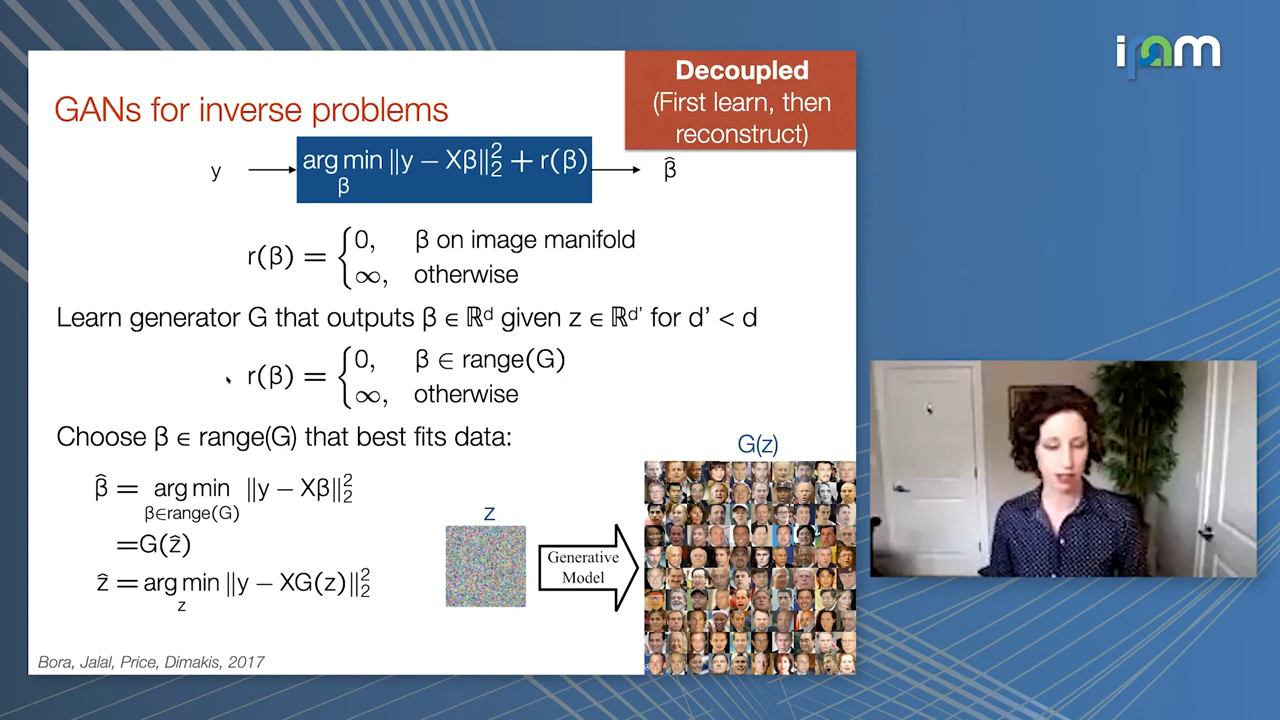 ipam
Decoupled
(First learn, then
reconstruct)
GANs for inverse problems
y → arg min ‖y − Xβ‖₂² + r(β) → β̂
β
r(β) = { 0, β on image manifold
∞, otherwise
Learn generator G that outputs β ∈ ℝᵈ given z ∈ ℝᵈ' for d' < d
r(β) = { 0, β ∈ range(G)
∞, otherwise
Choose β ∈ range(G) that best fits data:
β̂ = arg min ‖y − Xβ‖₂²
β∈range(G)
=G(ẑ)
ẑ = arg min ‖y − XG(z)‖₂²
z
z
Generative
Model
G(z)
Bora, Jalal, Price, Dimakis, 2017